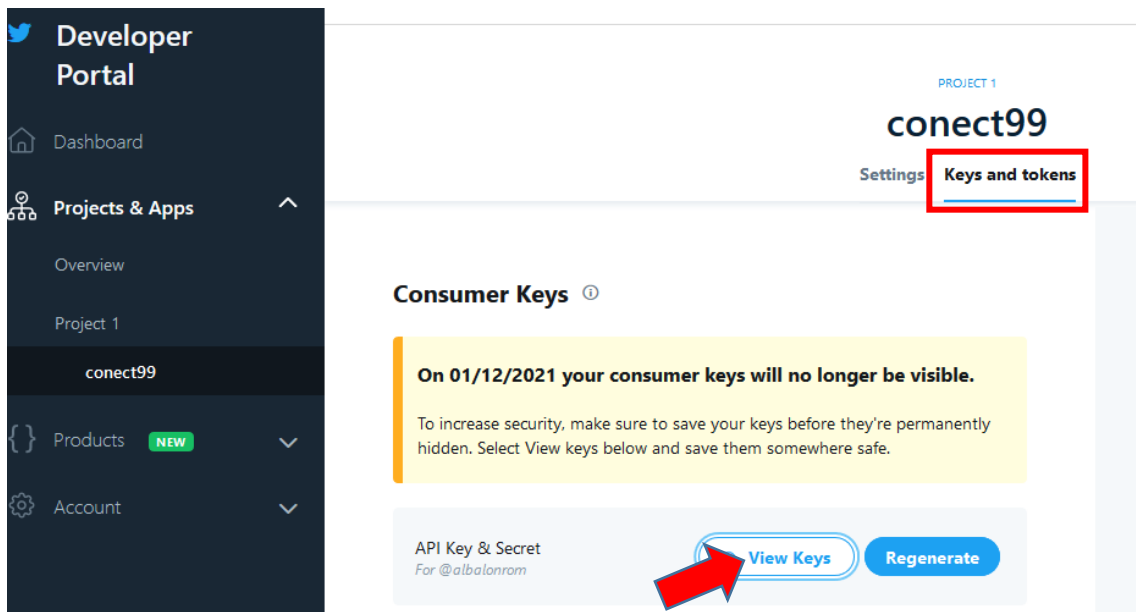 Developer
Portal
Dashboard
Projects & Apps
Overview
Project 1
conect99
Products NEW
Account
PROJECT 1
conect99
Settings Keys and tokens
Consumer Keys
On 01/12/2021 your consumer keys will no longer be visible.
To increase security, make sure to save your keys before they're permanently
hidden. Select View keys below and save them somewhere safe.
API Key & Secret
For @albalonrom
View Keys Regenerate